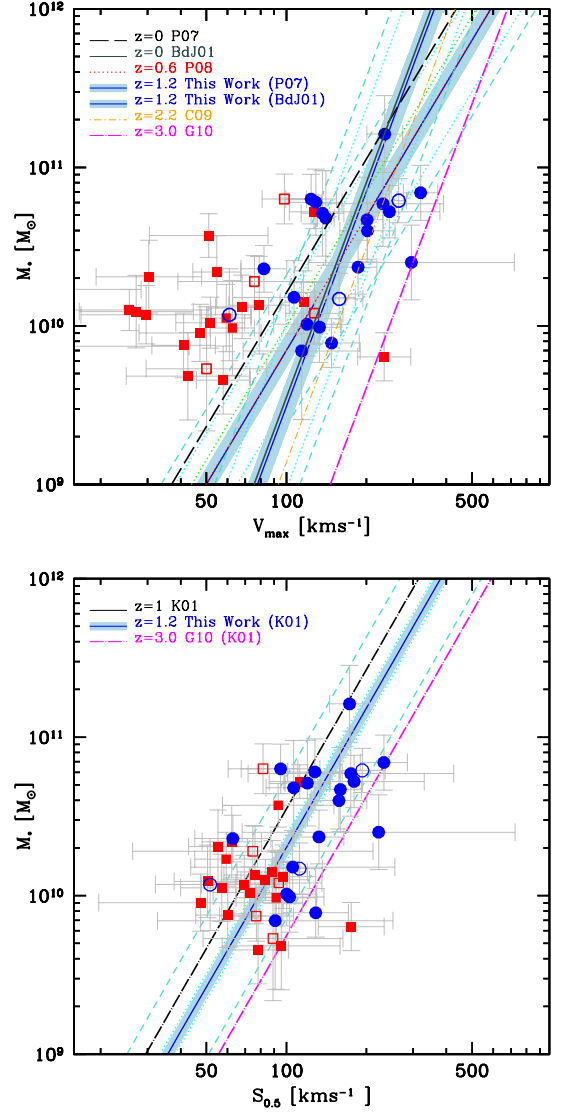 10¹²
z=0 P07
z=0 BdJ01
z=0.6 P08
z=1.2 This Work (P07)
z=1.2 This Work (BdJ01)
z=2.2 C09
z=3.0 G10
10¹¹
M⋆ [M⊙]
10¹⁰
10⁹
50 100 500
Vmax [kms⁻¹]
10¹²
z=1 K01
z=1.2 This Work (K01)
z=3.0 G10 (K01)
10¹¹
M⋆ [M⊙]
10¹⁰
10⁹
50 100 500
S0.5 [kms⁻¹]